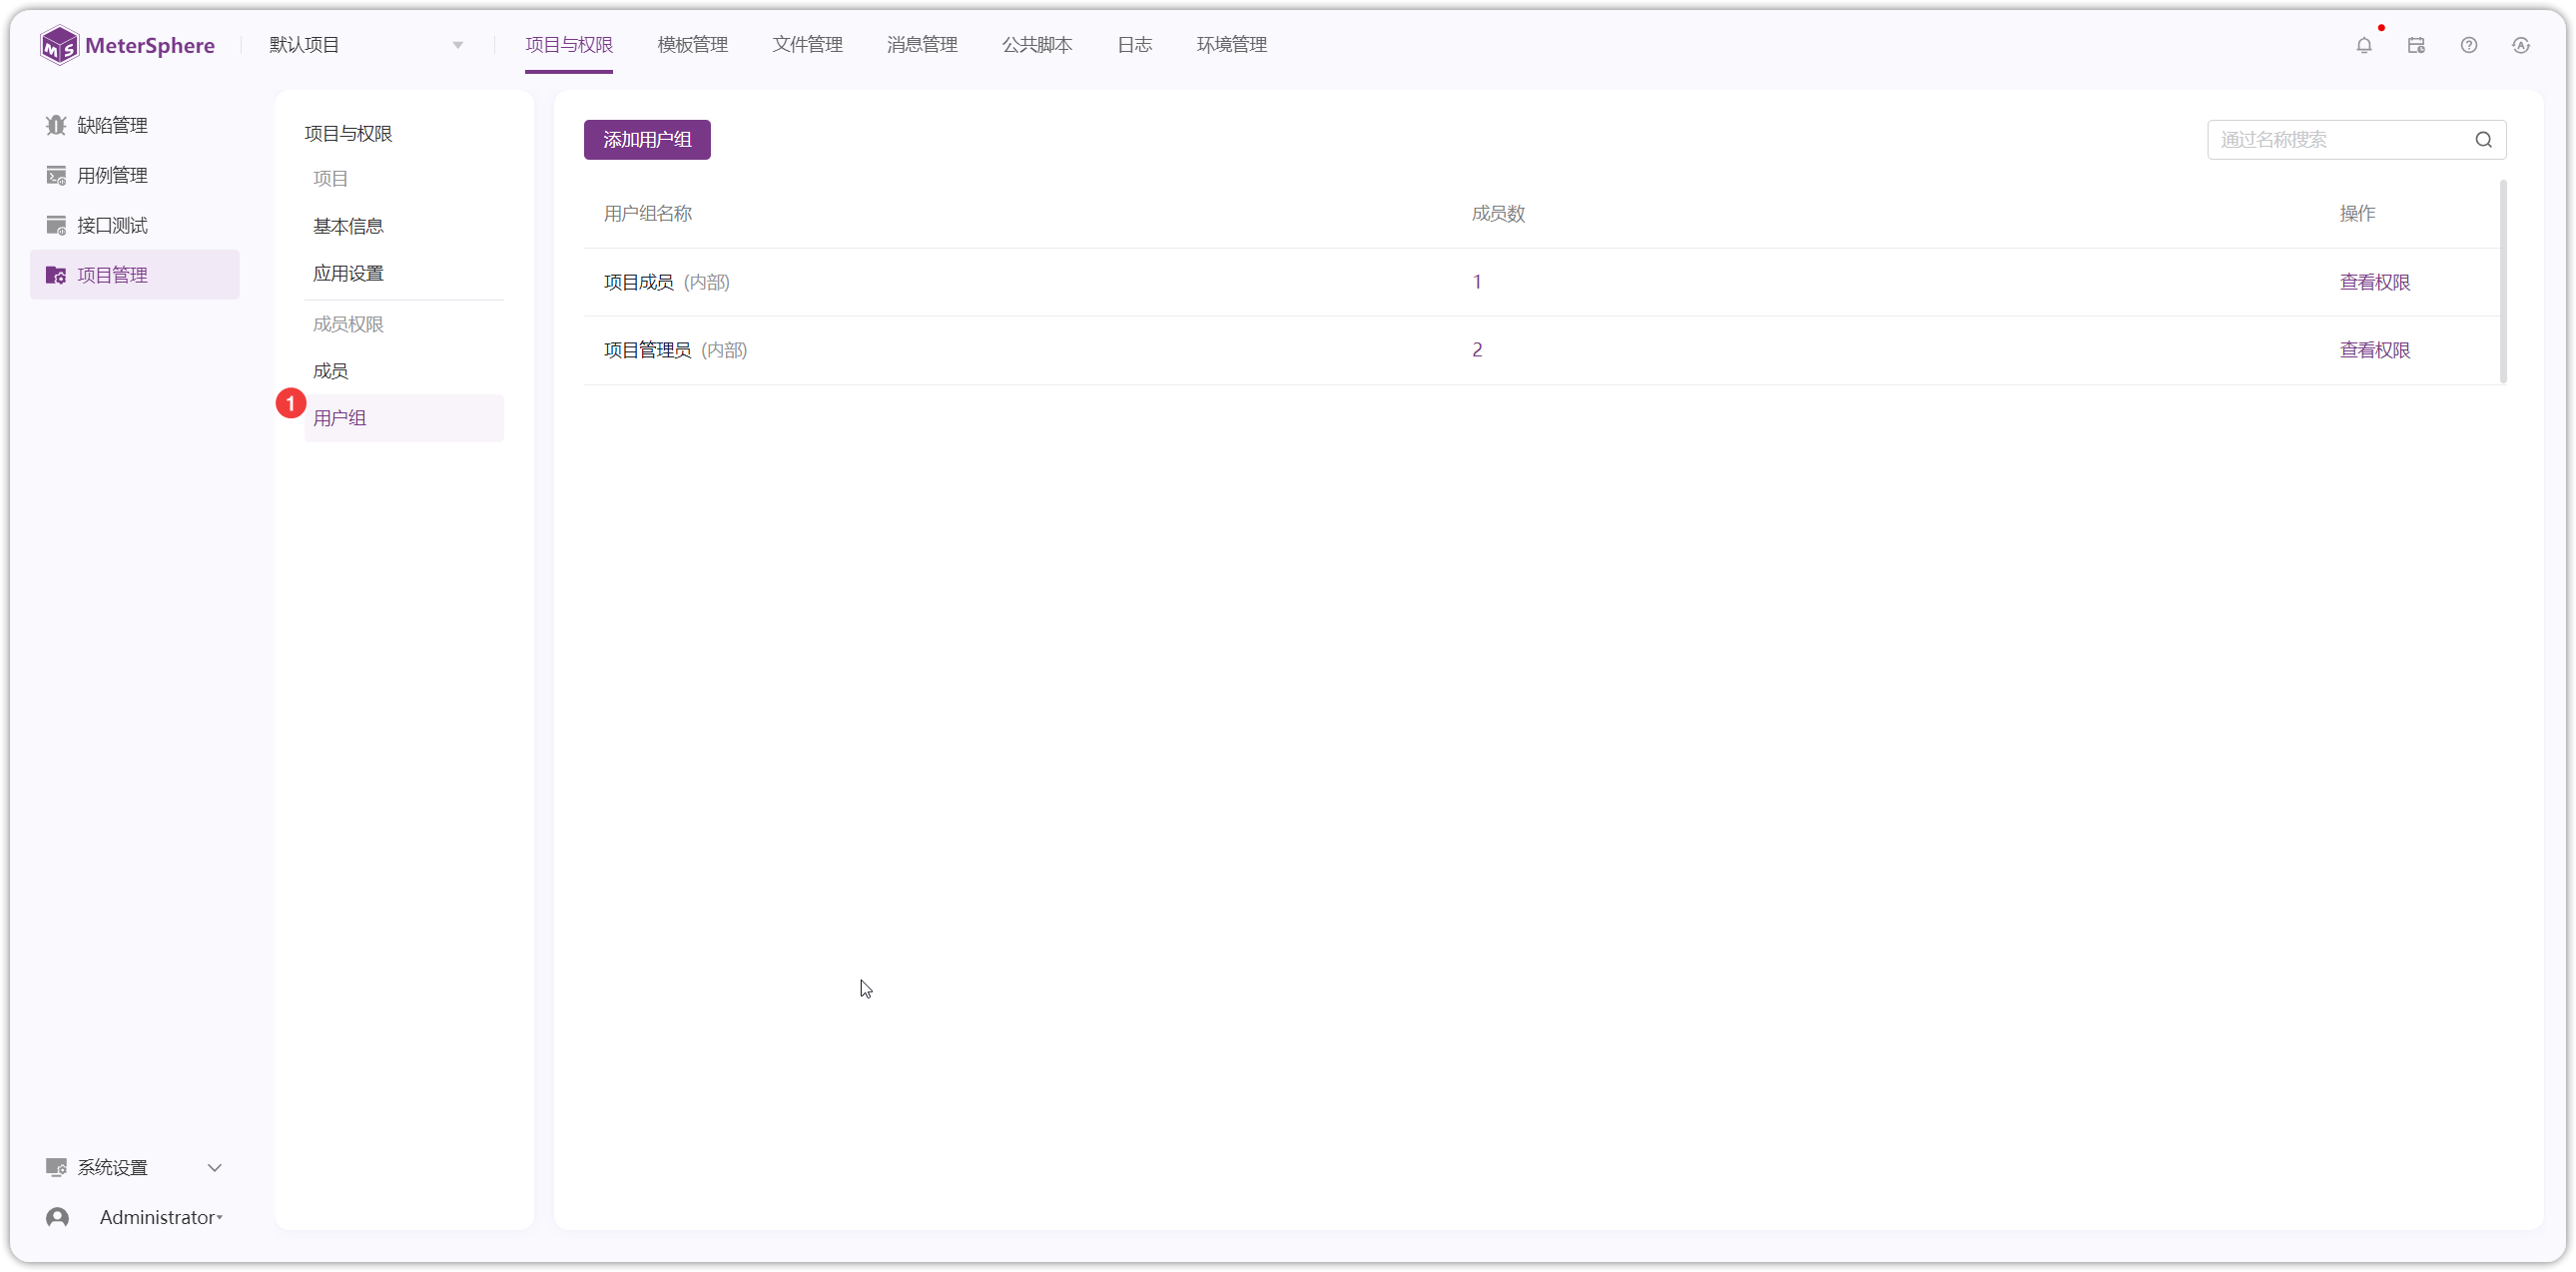 MeterSphere
默认项目
项目与权限
模板管理
文件管理
消息管理
公共脚本
日志
环境管理
缺陷管理
用例管理
接口测试
项目管理
系统设置
Administrator
项目与权限
项目
基本信息
应用设置
成员权限
成员
1
用户组
添加用户组
通过名称搜索
用户组名称 成员数 操作
项目成员 (内部) 1 查看权限
项目管理员 (内部) 2 查看权限